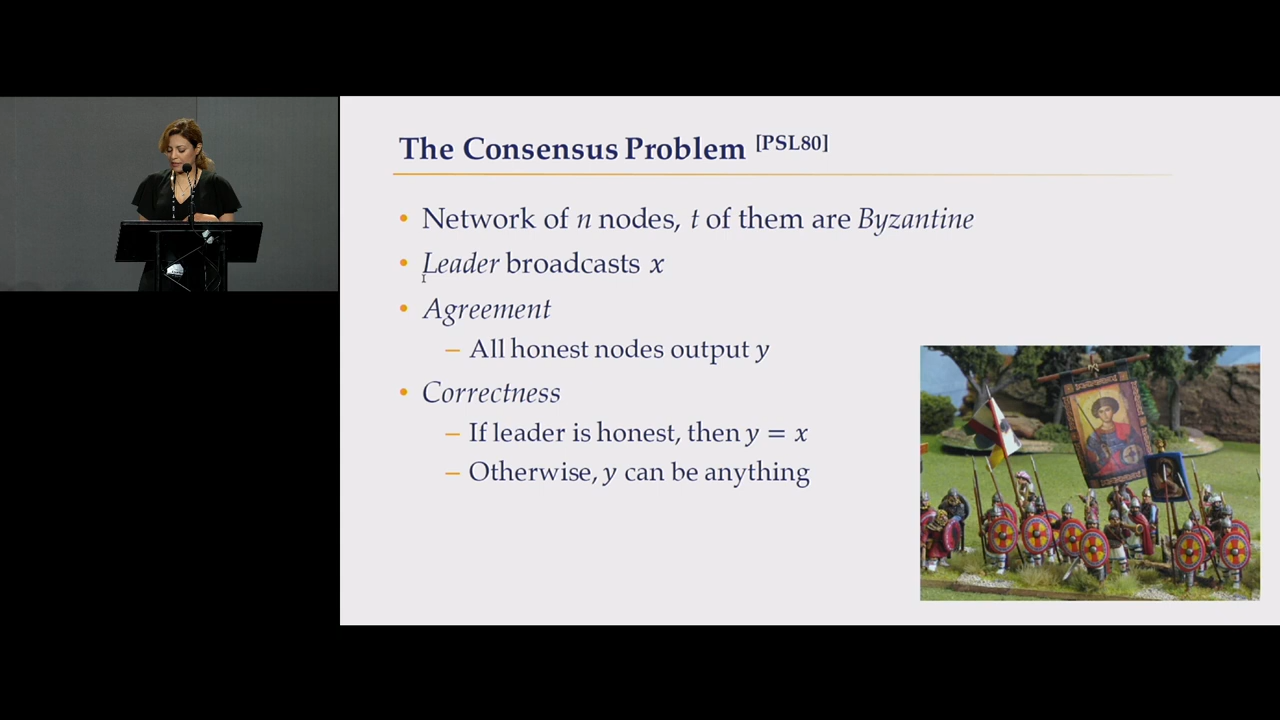 The Consensus Problem [PSL80]
• Network of n nodes, t of them are Byzantine
• Leader broadcasts x
• Agreement
– All honest nodes output y
• Correctness
– If leader is honest, then y = x
– Otherwise, y can be anything